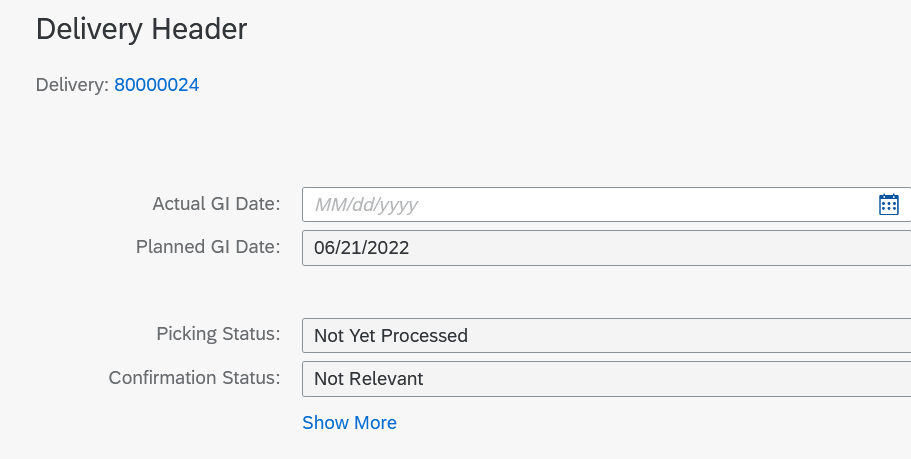 Delivery Header
Delivery: 80000024
Actual GI Date: MM/dd/yyyy
Planned GI Date: 06/21/2022
Picking Status: Not Yet Processed
Confirmation Status: Not Relevant
Show More